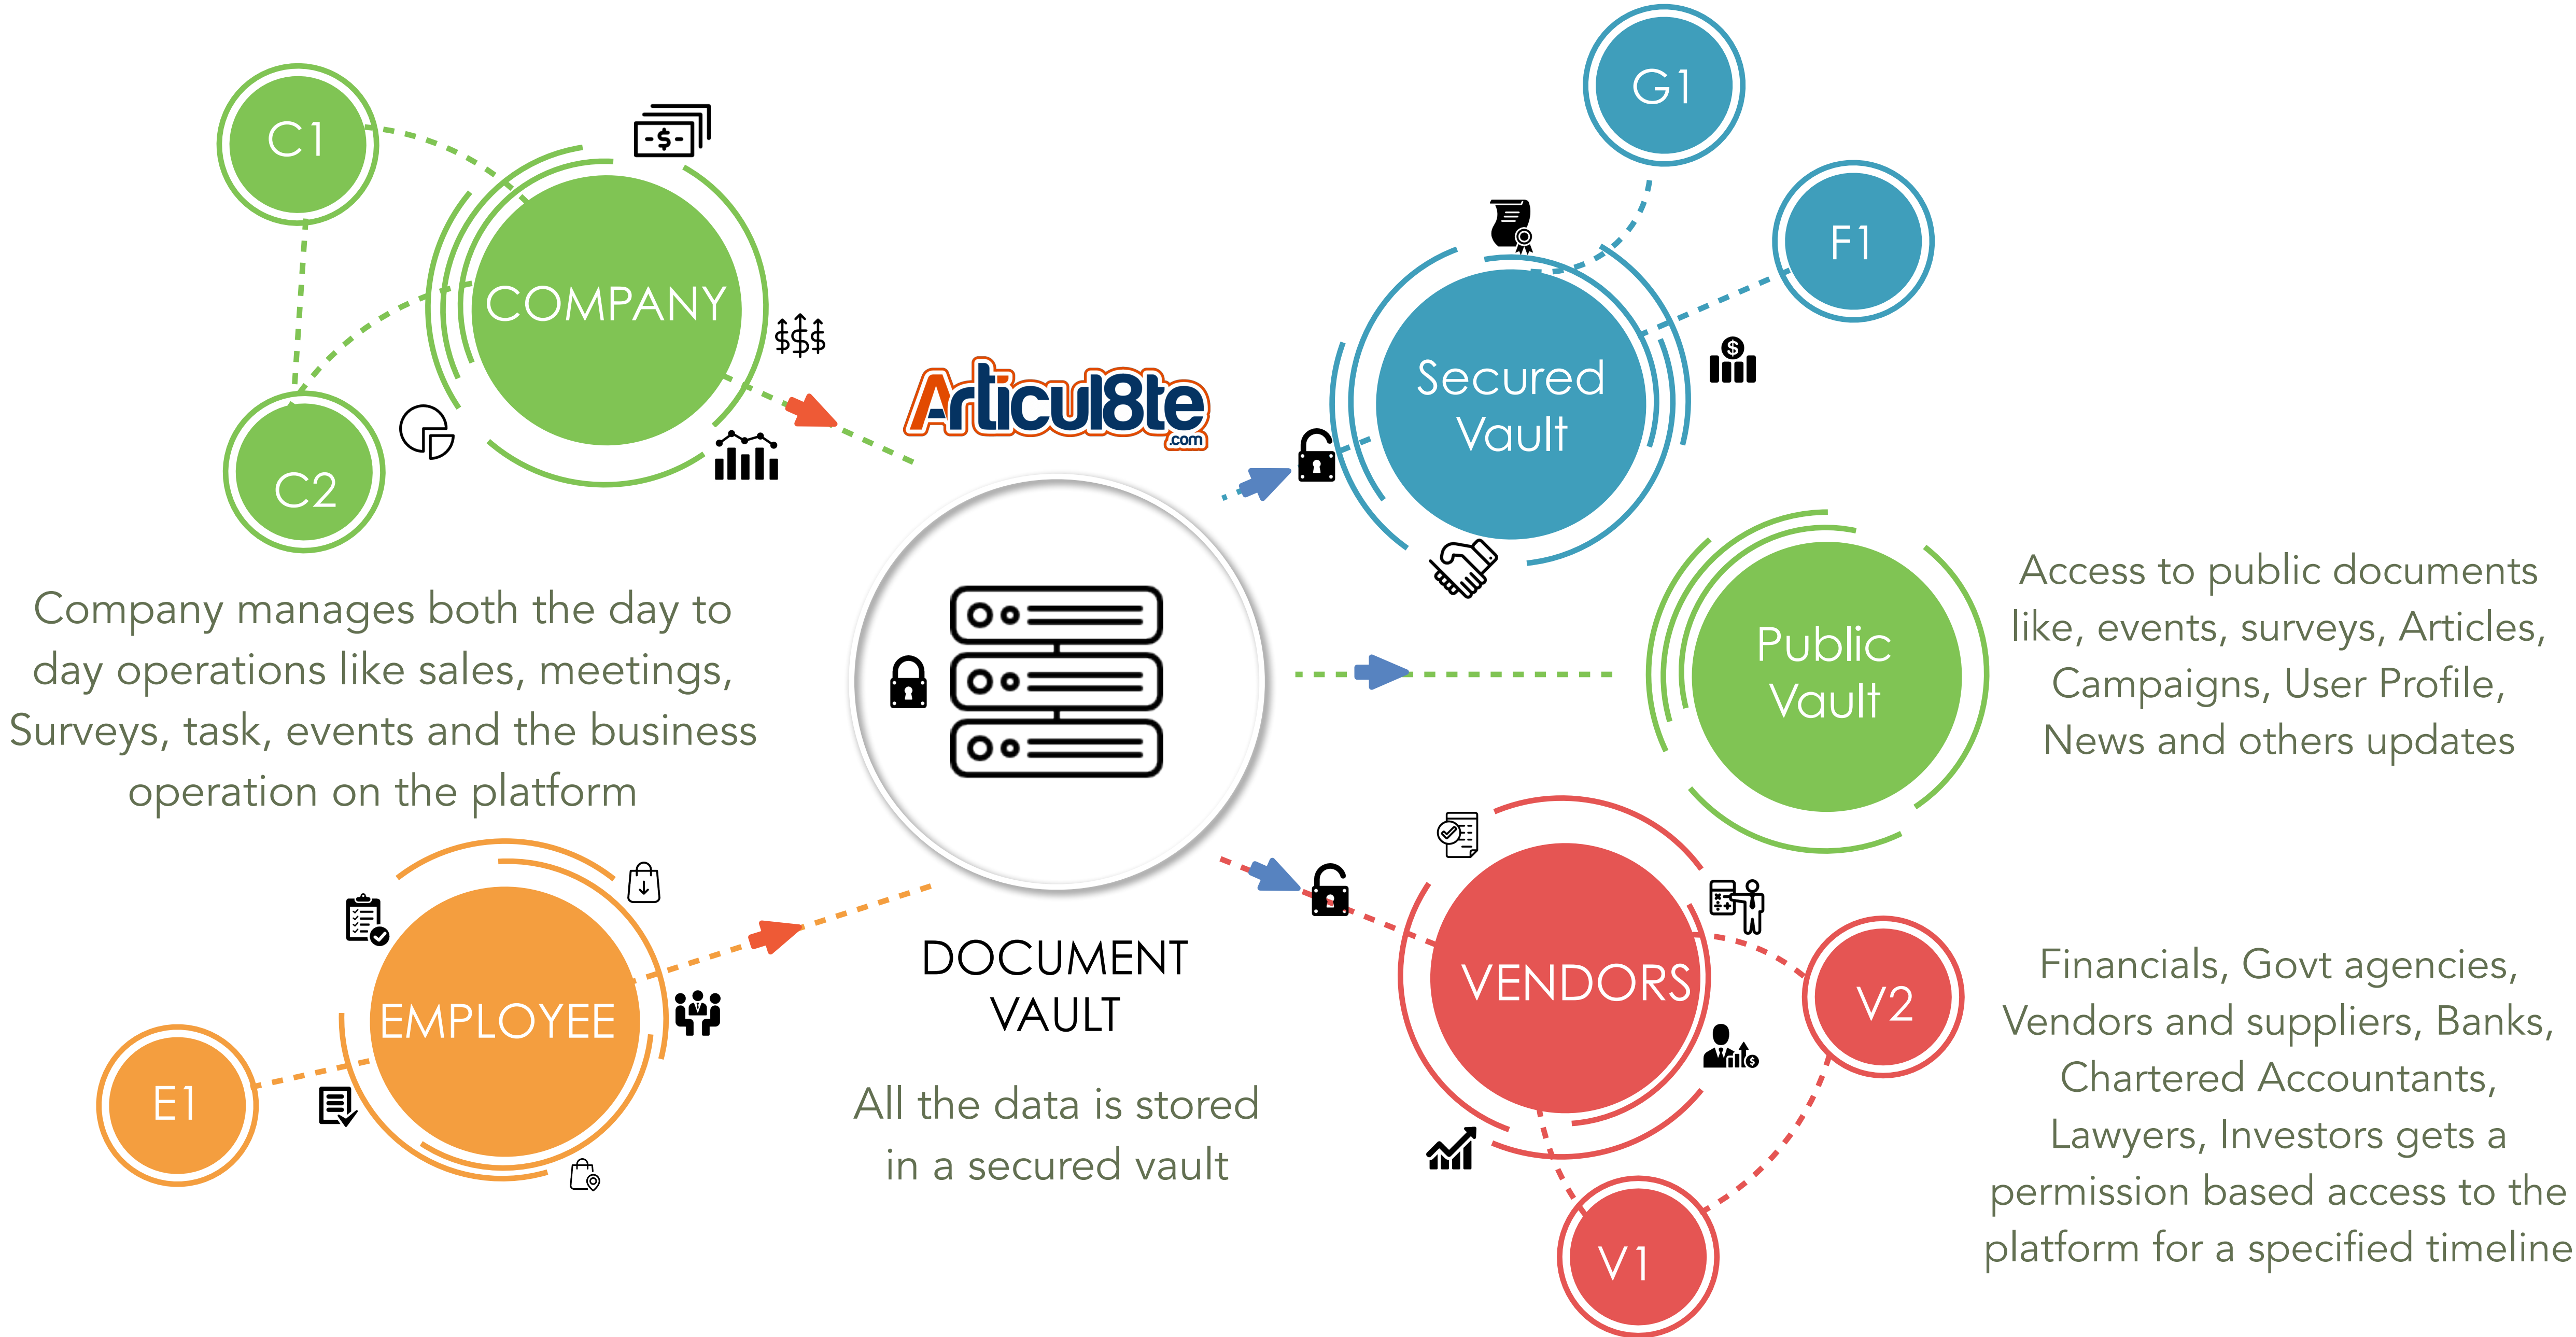 C1
COMPANY
C2
Company manages both the day to
day operations like sales, meetings,
Surveys, task, events and the business
operation on the platform
EMPLOYEE
E1
Articul8te
.com
DOCUMENT
VAULT
All the data is stored
in a secured vault
G1
F1
Secured
Vault
Public
Vault
Access to public documents
like, events, surveys, Articles,
Campaigns, User Profile,
News and others updates
VENDORS
V2
V1
Financials, Govt agencies,
Vendors and suppliers, Banks,
Chartered Accountants,
Lawyers, Investors gets a
permission based access to the
platform for a specified timeline